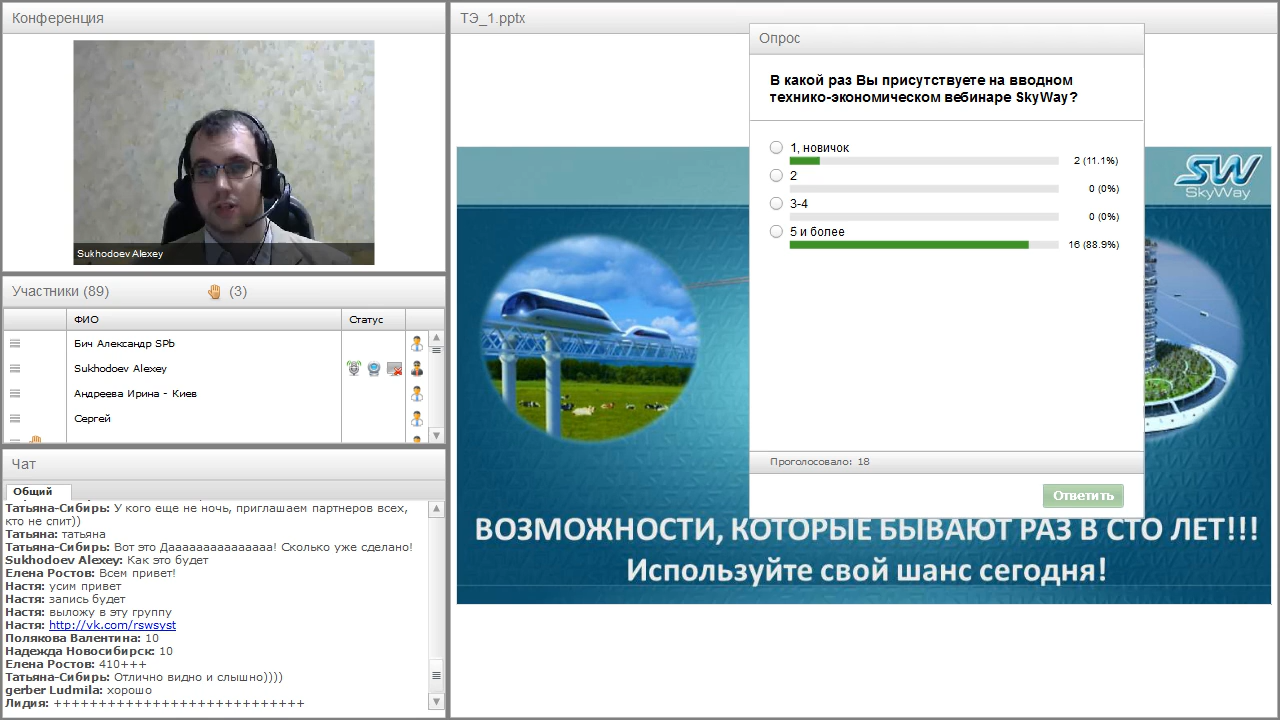 Конференция
Sukhodoev Alexey
Участники (89)
(3)
ФИО
Статус
Бич Александр SPb
Sukhodoev Alexey
Андреева Ирина - Киев
Сергей
Чат
Общий
Татьяна-Сибирь: У кого еще не ночь, приглашаем партнеров всех,
кто не спит))
Татьяна: татьяна
Татьяна-Сибирь: Вот это Даааааааааааааа! Сколько уже сделано!
Sukhodoev Alexey: Как это будет
Елена Ростов: Всем привет!
Настя: усим привет
Настя: запись будет
Настя: выложу в эту группу
Настя: http://vk.com/rswsyst
Полякова Валентина: 10
Надежда Новосибирск: 10
Елена Ростов: 410+++
Татьяна-Сибирь: Отлично видно и слышно))))
gerber Ludmila: хорошо
Лидия: ++++++++++++++++++++++++++++
ТЭ_1.pptx
Опрос
В какой раз Вы присутствуете на вводном
технико-экономическом вебинаре SkyWay?
1, новичок
2 (11.1%)
2
0 (0%)
3-4
0 (0%)
5 и более
16 (88.9%)
Проголосовало: 18
Ответить
SW
SkyWay
ВОЗМОЖНОСТИ, КОТОРЫЕ БЫВАЮТ РАЗ В СТО ЛЕТ!!!
Используйте свой шанс сегодня!